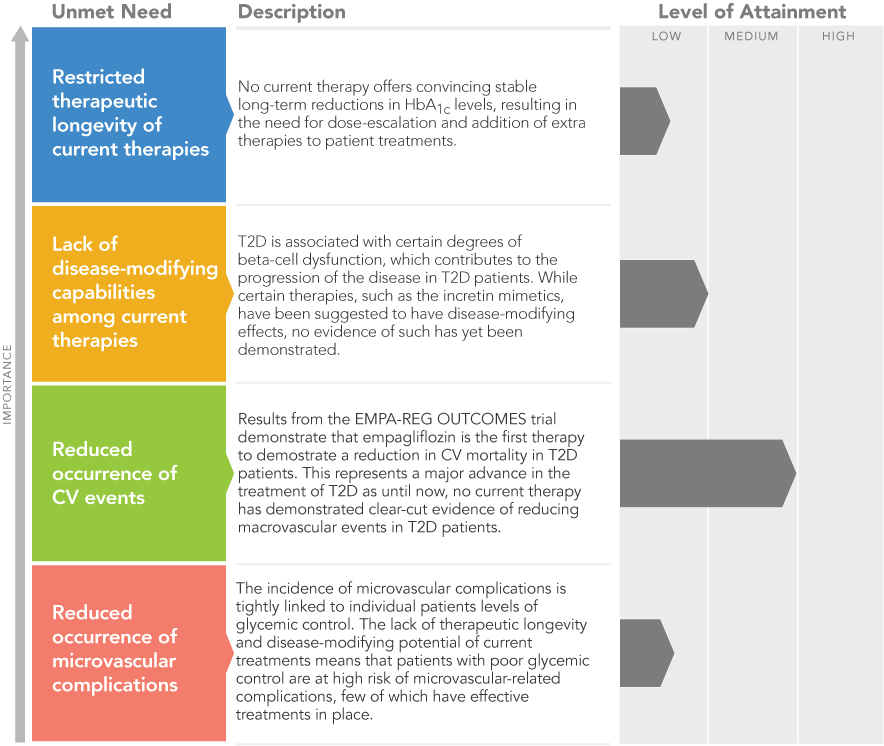 Unmet Need
Description
Level of Attainment
LOW
MEDIUM
HIGH
IMPORTANCE
Restricted
therapeutic
longevity of
current therapies
No current therapy offers convincing stable
long-term reductions in HbA1c levels, resulting in
the need for dose-escalation and addition of extra
therapies to patient treatments.
Lack of
disease-modifying
capabilities
among current
therapies
T2D is associated with certain degrees of
beta-cell dysfunction, which contributes to the
progression of the disease in T2D patients. While
certain therapies, such as the incretin mimetics,
have been suggested to have disease-modifying
effects, no evidence of such has yet been
demonstrated.
Reduced
occurrence of
CV events
Results from the EMPA-REG OUTCOMES trial
demonstrate that empagliflozin is the first therapy
to demostrate a reduction in CV mortality in T2D
patients. This represents a major advance in the
treatment of T2D as until now, no current therapy
has demonstrated clear-cut evidence of reducing
macrovascular events in T2D patients.
Reduced
occurrence of
microvascular
complications
The incidence of microvascular complications is
tightly linked to individual patients levels of
glycemic control. The lack of therapeutic longevity
and disease-modifying potential of current
treatments means that patients with poor glycemic
control are at high risk of microvascular-related
complications, few of which have effective
treatments in place.